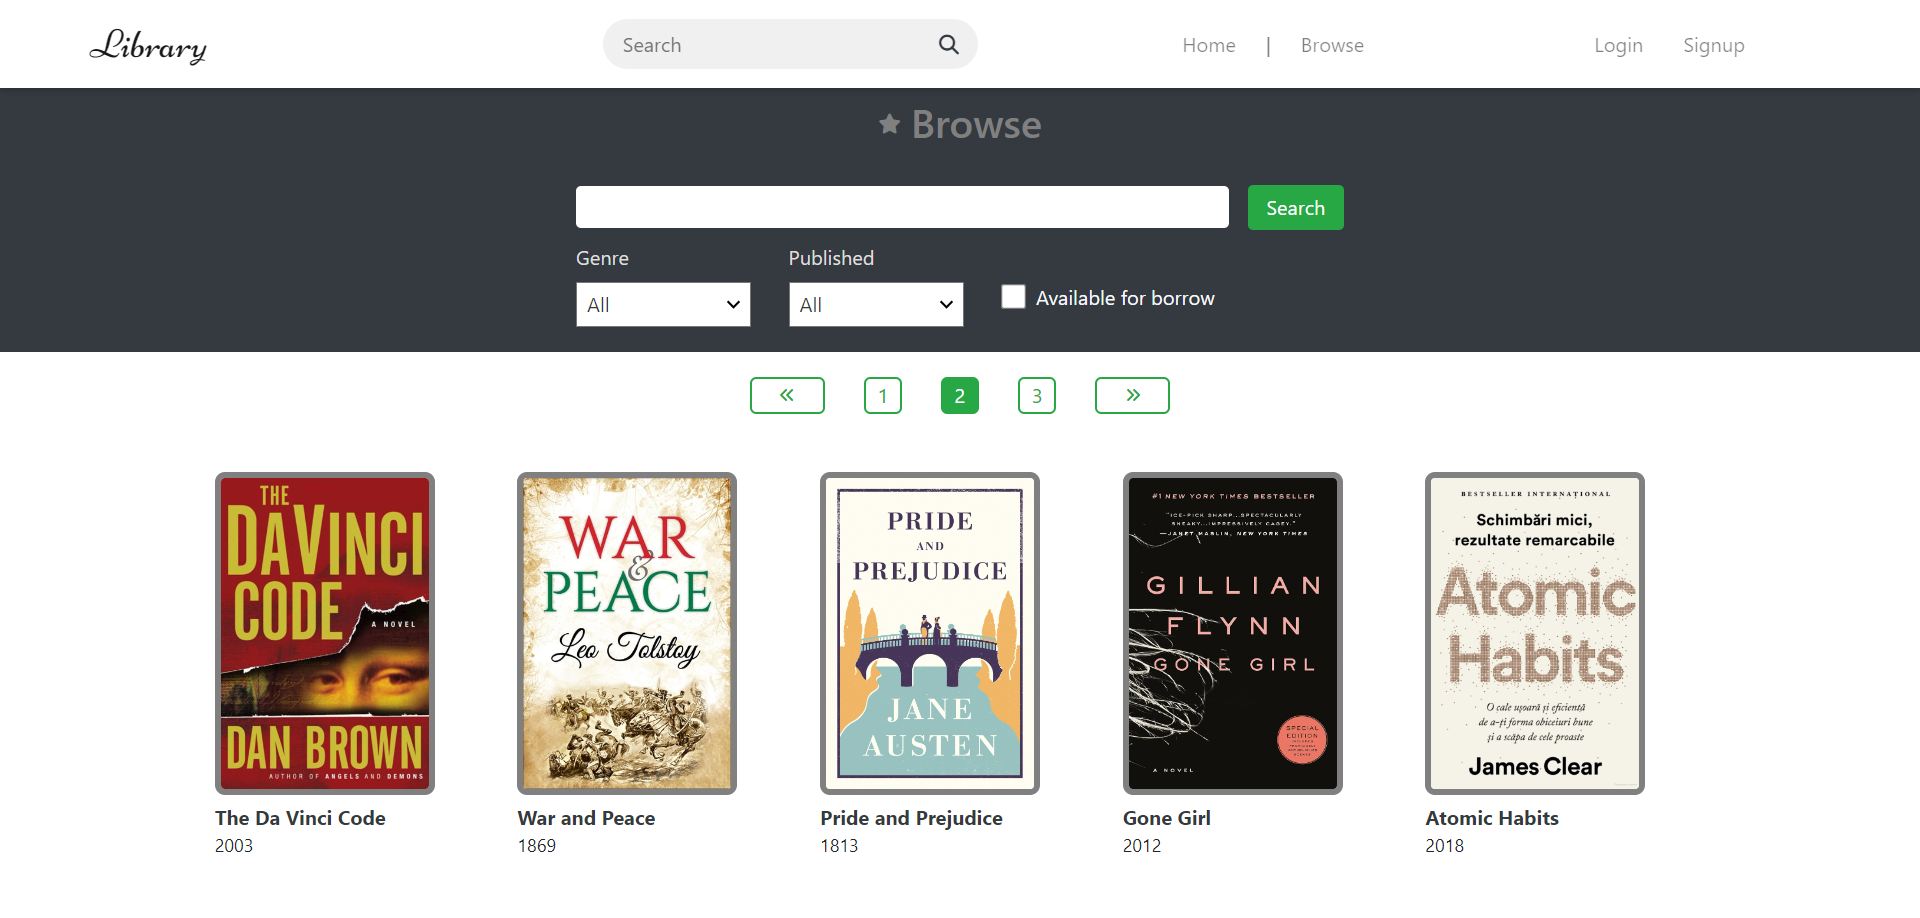 Library
Search
Home | Browse
Login
Signup
Browse
Search
Genre
Published
All
All
Available for borrow
«
1
2
3
»
THE
DA VINCI
CODE
A NOVEL
DAN BROWN
AUTHOR OF ANGELS AND DEMONS
The Da Vinci Code
2003
WAR
&
PEACE
Leo Tolstoy
War and Peace
1869
PRIDE
AND
PREJUDICE
JANE
AUSTEN
Pride and Prejudice
1813
#1 NEW YORK TIMES BESTSELLER
"ICE-PICK SHARP...SPECTACULARLY
SNEAKY...IMPRESSIVELY CAGEY."
—JANET MASLIN, NEW YORK TIMES
GILLIAN
FLYNN
GONE GIRL
SPECIAL
EDITION
A NOVEL
Gone Girl
2012
BESTSELLER INTERNAȚIONAL
Schimbări mici,
rezultate remarcabile
Atomic
Habits
O cale ușoară și eficientă
de a-ți forma obiceiuri bune
și a scăpa de cele proaste
James Clear
Atomic Habits
2018